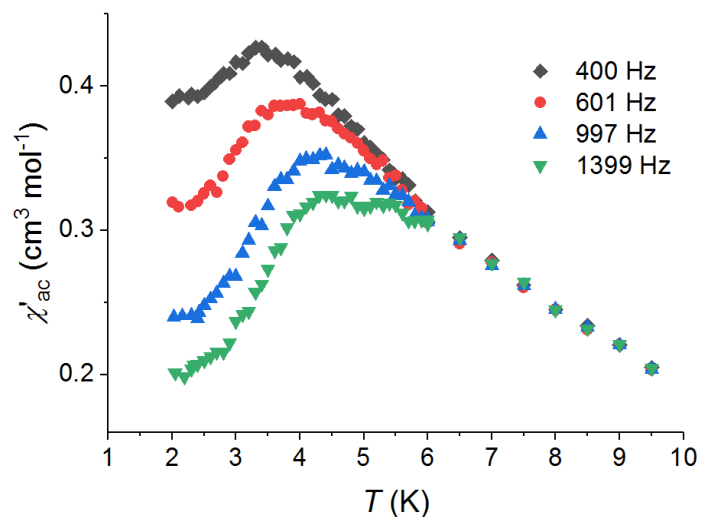 0.4
0.3
0.2
χ'ac (cm³ mol⁻¹)
400 Hz
601 Hz
997 Hz
1399 Hz
1 2 3 4 5 6 7 8 9 10
T (K)